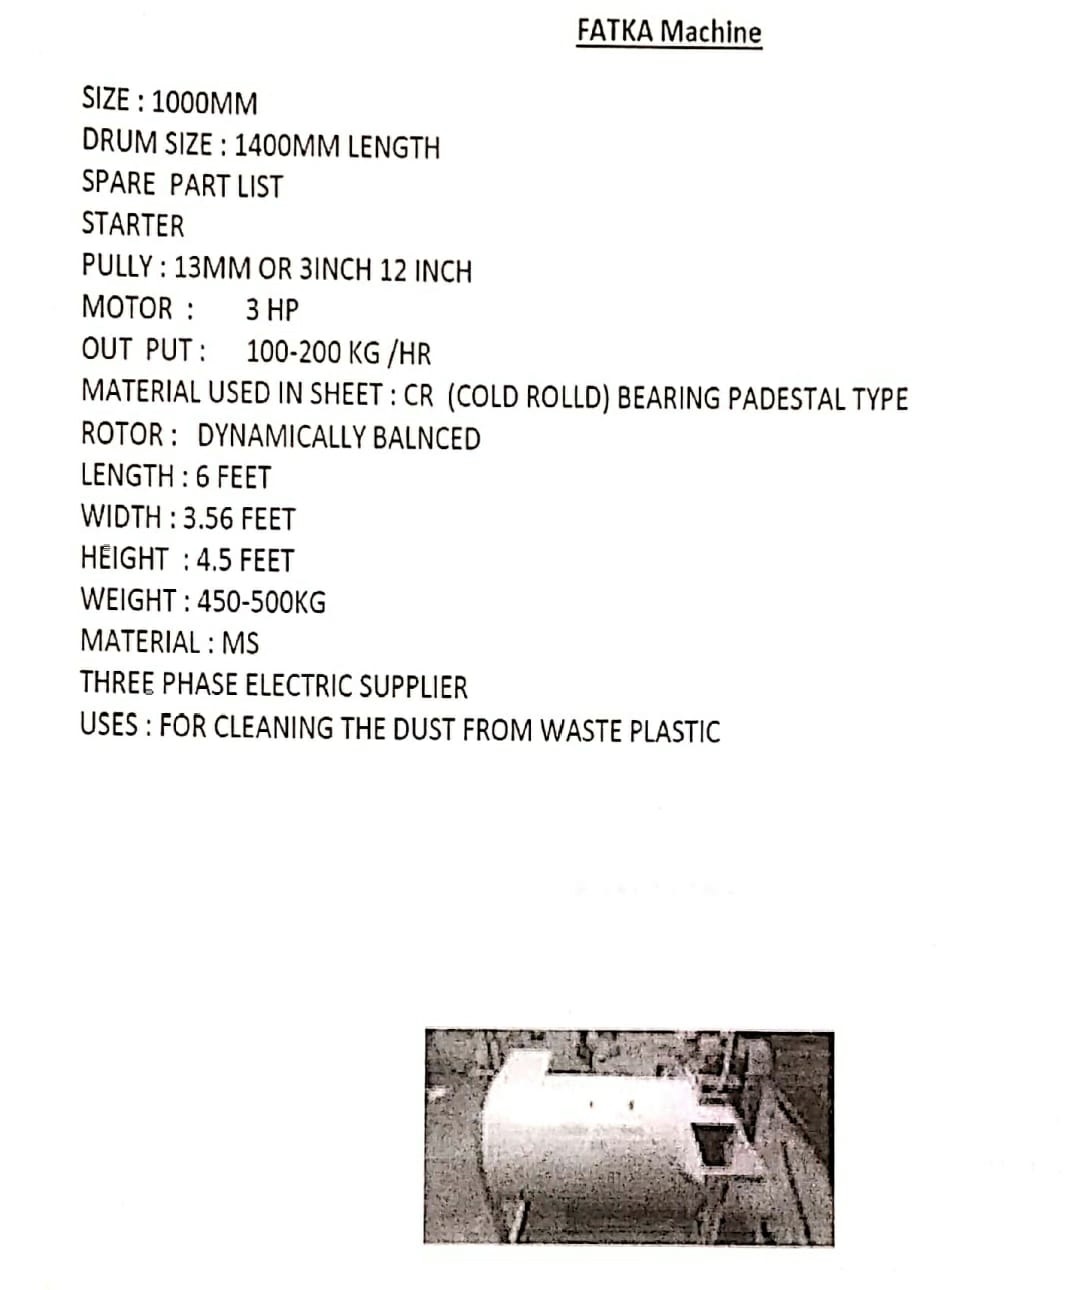 FATKA Machine
SIZE : 1000MM
DRUM SIZE : 1400MM LENGTH
SPARE PART LIST
STARTER
PULLY : 13MM OR 3INCH 12 INCH
MOTOR : 3 HP
OUT PUT : 100-200 KG /HR
MATERIAL USED IN SHEET : CR (COLD ROLLD) BEARING PADESTAL TYPE
ROTOR : DYNAMICALLY BALNCED
LENGTH : 6 FEET
WIDTH : 3.56 FEET
HEIGHT : 4.5 FEET
WEIGHT : 450-500KG
MATERIAL : MS
THREE PHASE ELECTRIC SUPPLIER
USES : FOR CLEANING THE DUST FROM WASTE PLASTIC